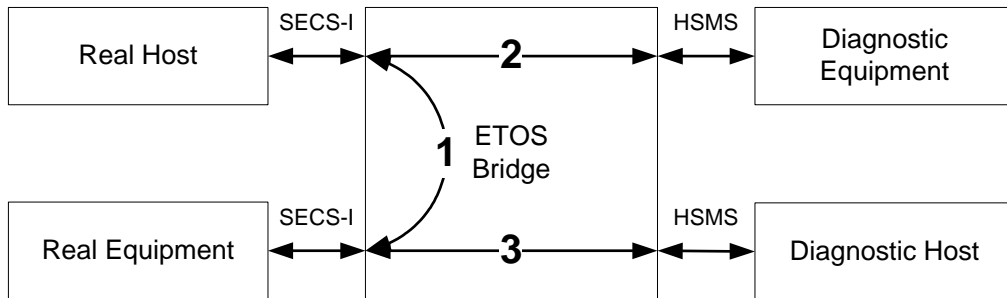 SECS-I
HSMS
Real Host
2
Diagnostic
Equipment
1
ETOS
Bridge
SECS-I
HSMS
Real Equipment
3
Diagnostic Host